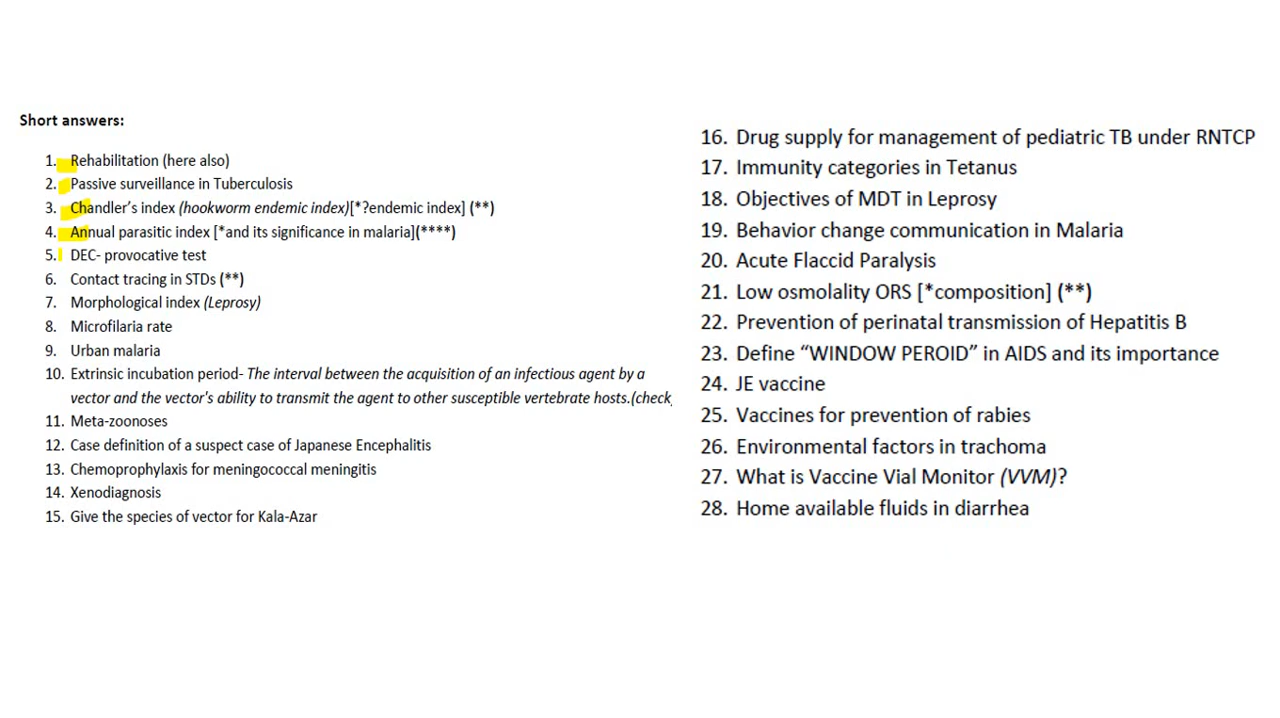 Short answers:
1. Rehabilitation (here also)
2. Passive surveillance in Tuberculosis
3. Chandler’s index (hookworm endemic index)[*?endemic index] (**)
4. Annual parasitic index [*and its significance in malaria](****)
5. DEC- provocative test
6. Contact tracing in STDs (**)
7. Morphological index (Leprosy)
8. Microfilaria rate
9. Urban malaria
10. Extrinsic incubation period- The interval between the acquisition of an infectious agent by a
vector and the vector's ability to transmit the agent to other susceptible vertebrate hosts.(check
11. Meta-zoonoses
12. Case definition of a suspect case of Japanese Encephalitis
13. Chemoprophylaxis for meningococcal meningitis
14. Xenodiagnosis
15. Give the species of vector for Kala-Azar
16. Drug supply for management of pediatric TB under RNTCP
17. Immunity categories in Tetanus
18. Objectives of MDT in Leprosy
19. Behavior change communication in Malaria
20. Acute Flaccid Paralysis
21. Low osmolality ORS [*composition] (**)
22. Prevention of perinatal transmission of Hepatitis B
23. Define “WINDOW PEROID” in AIDS and its importance
24. JE vaccine
25. Vaccines for prevention of rabies
26. Environmental factors in trachoma
27. What is Vaccine Vial Monitor (VVM)?
28. Home available fluids in diarrhea